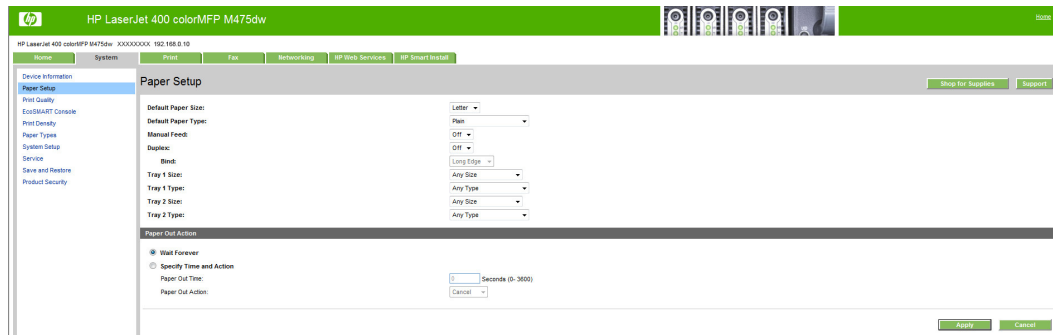 hp HP LaserJet 400 colorMFP M475dw
Home
HP LaserJet 400 colorMFP M475dw XXXXXXXX 192.168.0.10
Home System Print Fax Networking HP Web Services HP Smart Install
Device Information
Paper Setup
Print Quality
EcoSMART Console
Print Density
Paper Types
System Setup
Service
Save and Restore
Product Security
Paper Setup
Shop for Supplies Support
Default Paper Size: Letter
Default Paper Type: Plain
Manual Feed: Off
Duplex: Off
Bind: Long Edge
Tray 1 Size: Any Size
Tray 1 Type: Any Type
Tray 2 Size: Any Size
Tray 2 Type: Any Type
Paper Out Action
Wait Forever
Specify Time and Action
Paper Out Time: 0 Seconds (0- 3600)
Paper Out Action: Cancel
Apply Cancel